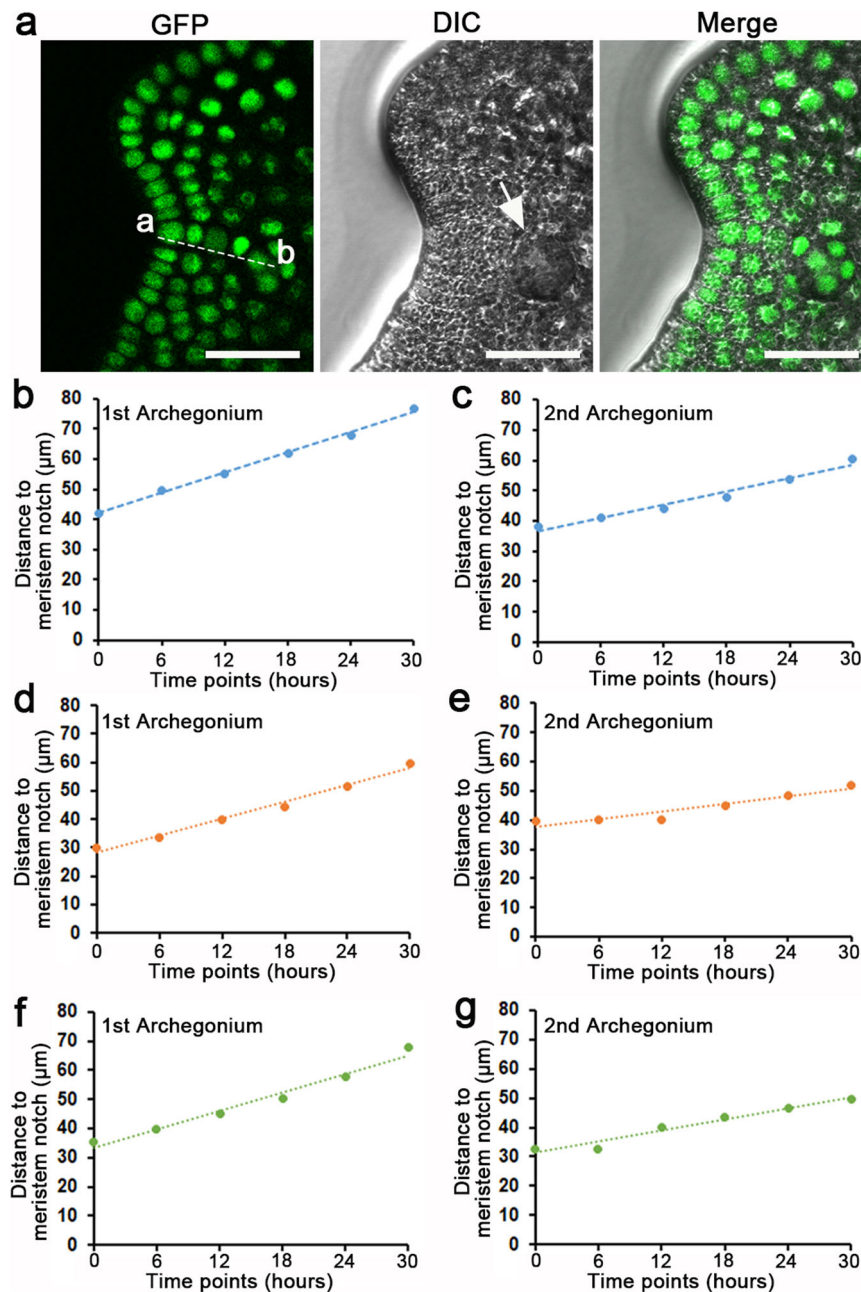 a GFP DIC Merge
a
b
b 1st Archegonium
Distance to
meristem notch (µm)
80
70
60
50
40
30
20
10
0
0 6 12 18 24 30
Time points (hours)
c 2nd Archegonium
Distance to
meristem notch (µm)
80
70
60
50
40
30
20
10
0
0 6 12 18 24 30
Time points (hours)
d 1st Archegonium
Distance to
meristem notch (µm)
80
70
60
50
40
30
20
10
0
0 6 12 18 24 30
Time points (hours)
e 2nd Archegonium
Distance to
meristem notch (µm)
80
70
60
50
40
30
20
10
0
0 6 12 18 24 30
Time points (hours)
f 1st Archegonium
Distance to
meristem notch (µm)
80
70
60
50
40
30
20
10
0
0 6 12 18 24 30
Time points (hours)
g 2nd Archegonium
Distance to
meristem notch (µm)
80
70
60
50
40
30
20
10
0
0 6 12 18 24 30
Time points (hours)